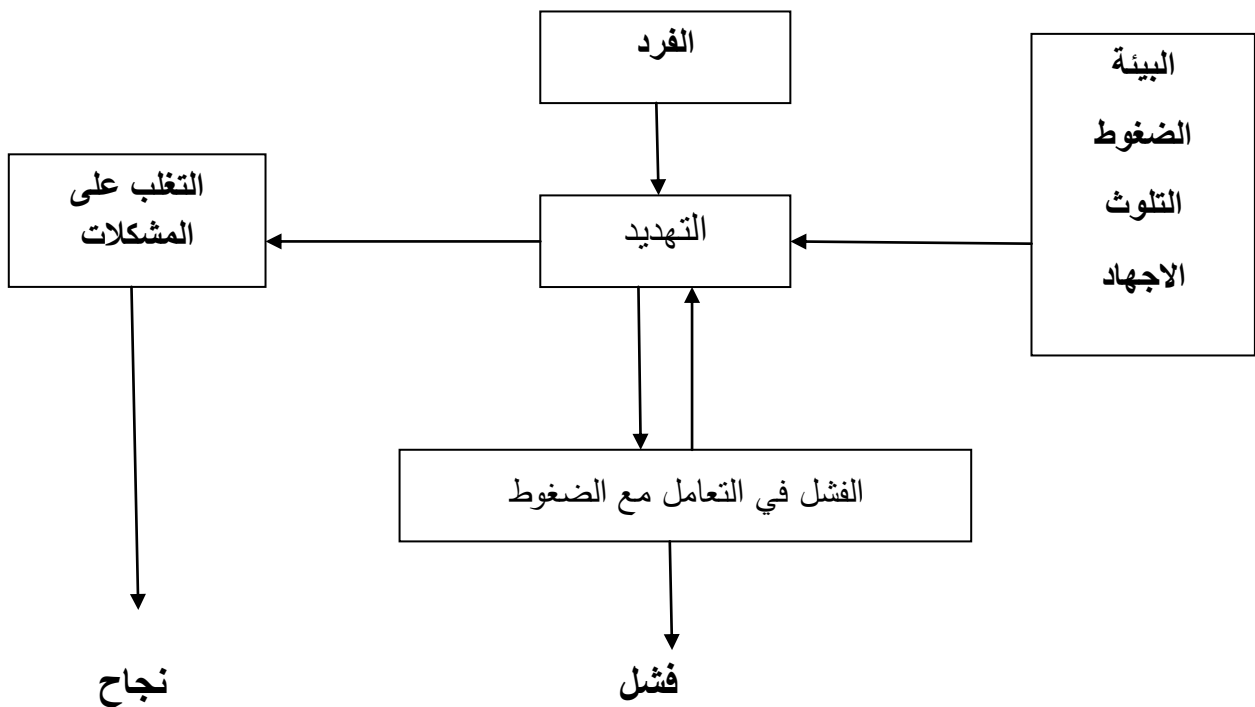 الفرد
البيئة
الضغوط
التلوث
الاجهاد
التهديد
التغلب على
المشكلات
الفشل في التعامل مع الضغوط
فشل
نجاح